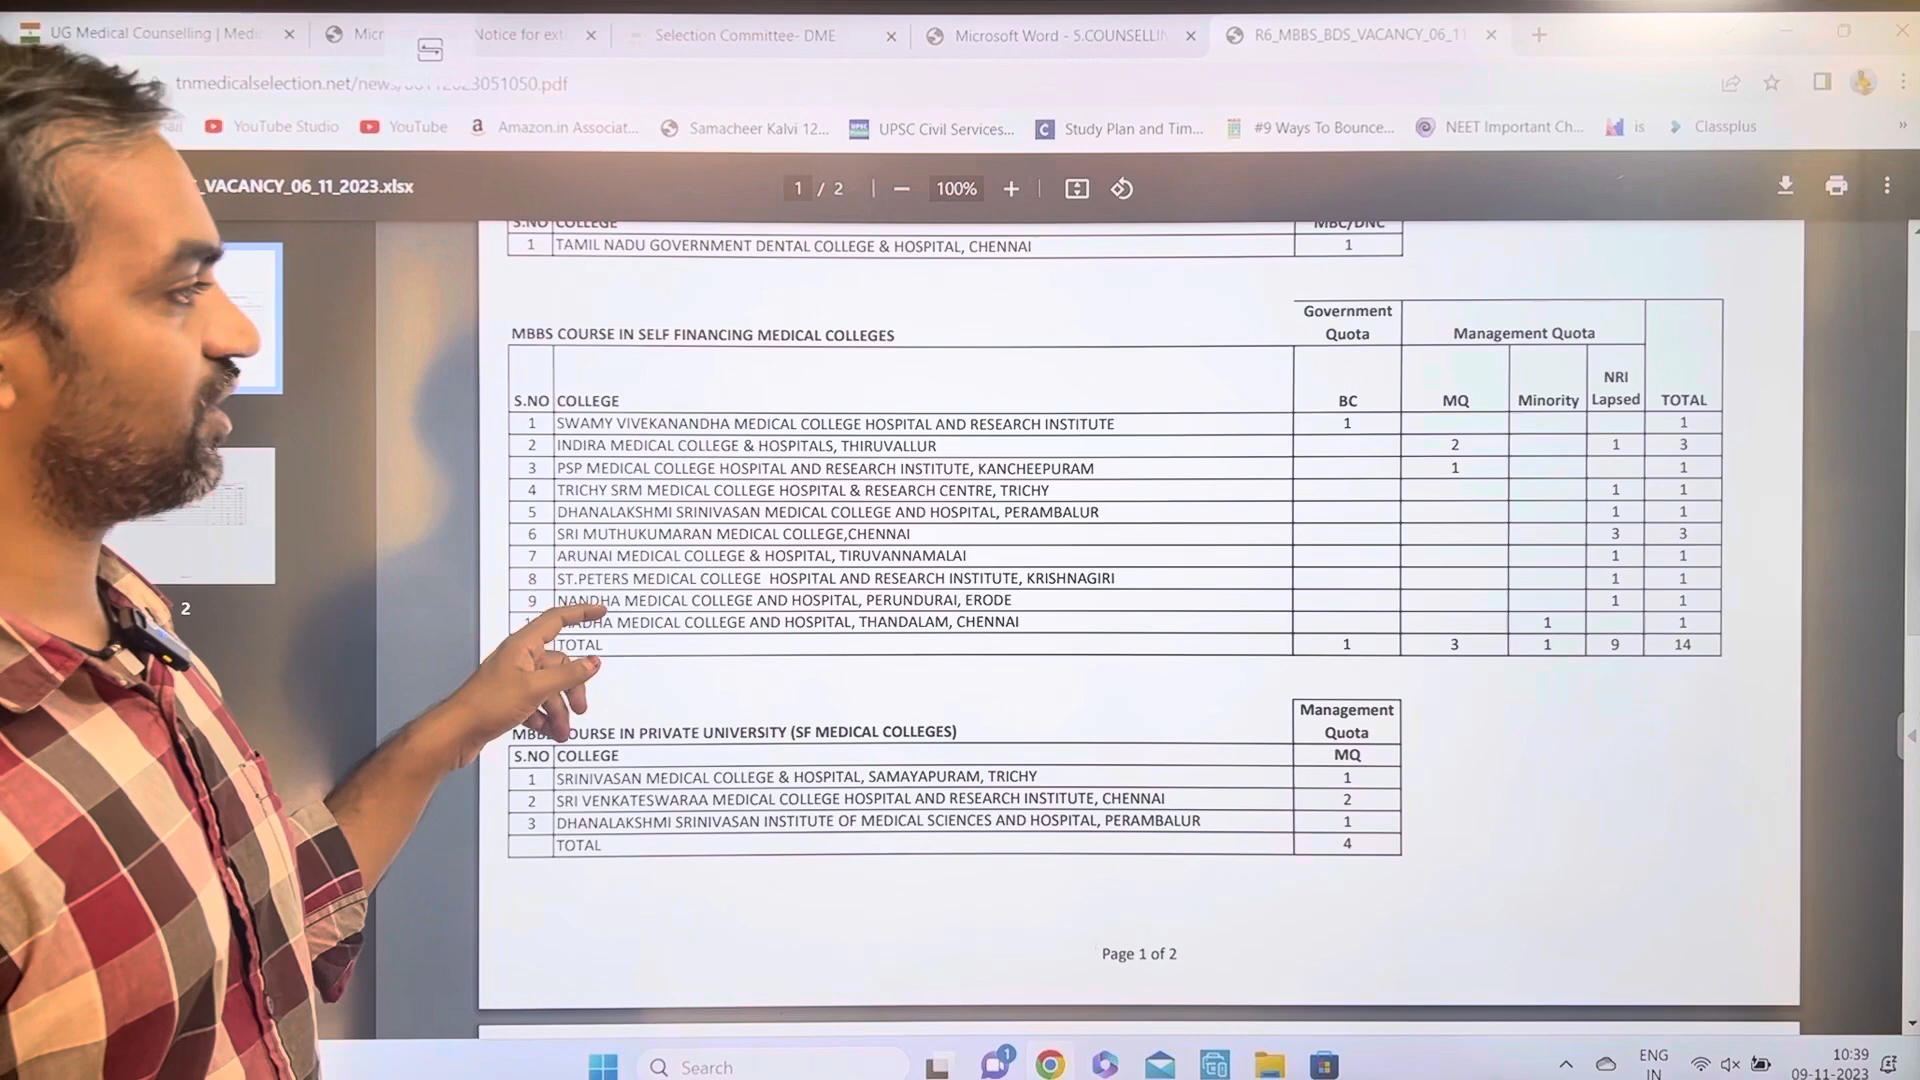 UG Medical Counselling | Medic
Micr
Notice for ext
Selection Committee- DME
Microsoft Word - 5.COUNSELLIN
R6_MBBS_BDS_VACANCY_06_11
tnmedicalselection.net/news/
3051050.pdf
YouTube Studio
YouTube
Amazon.in Associat...
Samacheer Kalvi 12...
UPSC Civil Services...
Study Plan and Tim...
#9 Ways To Bounce...
NEET Important Ch...
is
Classplus
_VACANCY_06_11_2023.xlsx
1 / 2
100%
2
S.NO COLLEGE MBC/DNC
1 TAMIL NADU GOVERNMENT DENTAL COLLEGE & HOSPITAL, CHENNAI 1
MBBS COURSE IN SELF FINANCING MEDICAL COLLEGES Government Quota Management Quota
S.NO COLLEGE BC MQ Minority NRI Lapsed TOTAL
1 SWAMY VIVEKANANDHA MEDICAL COLLEGE HOSPITAL AND RESEARCH INSTITUTE 1 1
2 INDIRA MEDICAL COLLEGE & HOSPITALS, THIRUVALLUR 2 1 3
3 PSP MEDICAL COLLEGE HOSPITAL AND RESEARCH INSTITUTE, KANCHEEPURAM 1 1
4 TRICHY SRM MEDICAL COLLEGE HOSPITAL & RESEARCH CENTRE, TRICHY 1 1
5 DHANALAKSHMI SRINIVASAN MEDICAL COLLEGE AND HOSPITAL, PERAMBALUR 1 1
6 SRI MUTHUKUMARAN MEDICAL COLLEGE,CHENNAI 3 3
7 ARUNAI MEDICAL COLLEGE & HOSPITAL, TIRUVANNAMALAI 1 1
8 ST.PETERS MEDICAL COLLEGE HOSPITAL AND RESEARCH INSTITUTE, KRISHNAGIRI 1 1
9 NANDHA MEDICAL COLLEGE AND HOSPITAL, PERUNDURAI, ERODE 1 1
MEDICAL COLLEGE AND HOSPITAL, THANDALAM, CHENNAI 1 1
TOTAL 1 3 1 9 14
COURSE IN PRIVATE UNIVERSITY (SF MEDICAL COLLEGES) Management Quota
S.NO COLLEGE MQ
1 SRINIVASAN MEDICAL COLLEGE & HOSPITAL, SAMAYAPURAM, TRICHY 1
2 SRI VENKATESWARAA MEDICAL COLLEGE HOSPITAL AND RESEARCH INSTITUTE, CHENNAI 2
3 DHANALAKSHMI SRINIVASAN INSTITUTE OF MEDICAL SCIENCES AND HOSPITAL, PERAMBALUR 1
TOTAL 4
Page 1 of 2
Search
1
ENG
IN
10:39
09-11-2023